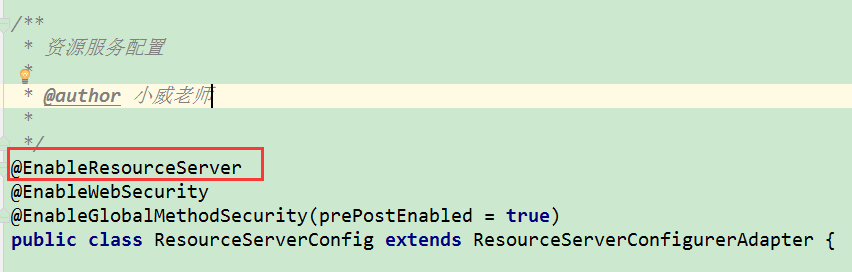 /**
* 资源服务配置
*
* @author 小威老师
*
*/
@EnableResourceServer
@EnableWebSecurity
@EnableGlobalMethodSecurity(prePostEnabled = true)
public class ResourceServerConfig extends ResourceServerConfigurerAdapter {